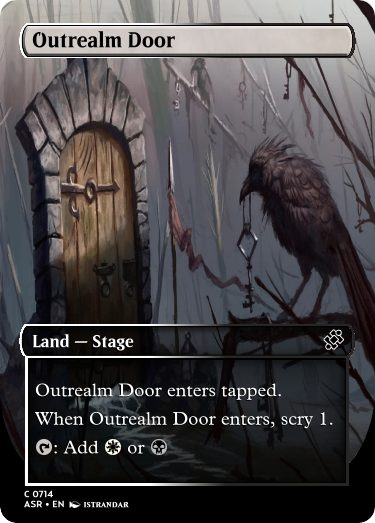 Outrealm Door
Land — Stage
Outrealm Door enters tapped.
When Outrealm Door enters, scry 1.
: Add or
C 0714
ASR • EN ISTRANDAR